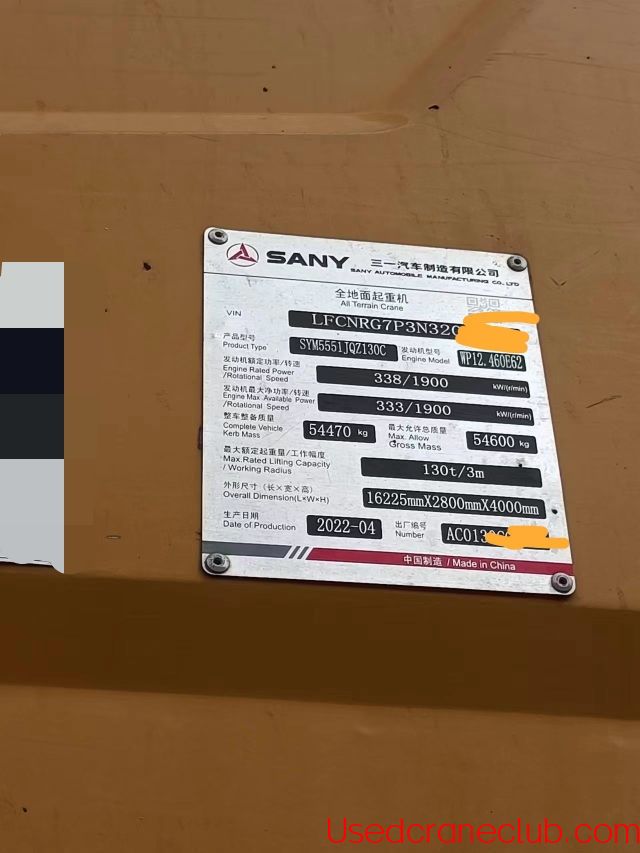 SANY 三一汽车制造有限公司
SANY AUTOMOBILE MANUFACTURING CO., LTD
全地面起重机
All Terrain Crane
VIN LFCNRG7P3N320
产品型号 发动机型号
Product Type SYM5551JQZ130C Engine Model WP12.460E62
发动机额定功率/转速
Engine Rated Power
/Rotational Speed 338/1900 kW/(r/min)
发动机最大净功率/转速
Engine Max.Available Power
/Rotational Speed 333/1900 kW/(r/min)
整车整备质量 最大允许总质量
Complete Vehicle 54470 kg Max. Allow 54600 kg
Kerb Mass Gross Mass
最大额定起重量/工作幅度
Max.Rated Lifting Capacity
/ Working Radius 130t/3m
外形尺寸 (长×宽×高)
Overall Dimension(L×W×H) 16225mmX2800mmX4000mm
生产日期 出厂编号
Date of Production 2022-04 Number AC0130
中国制造 / Made in China
Usedcraneclub.com